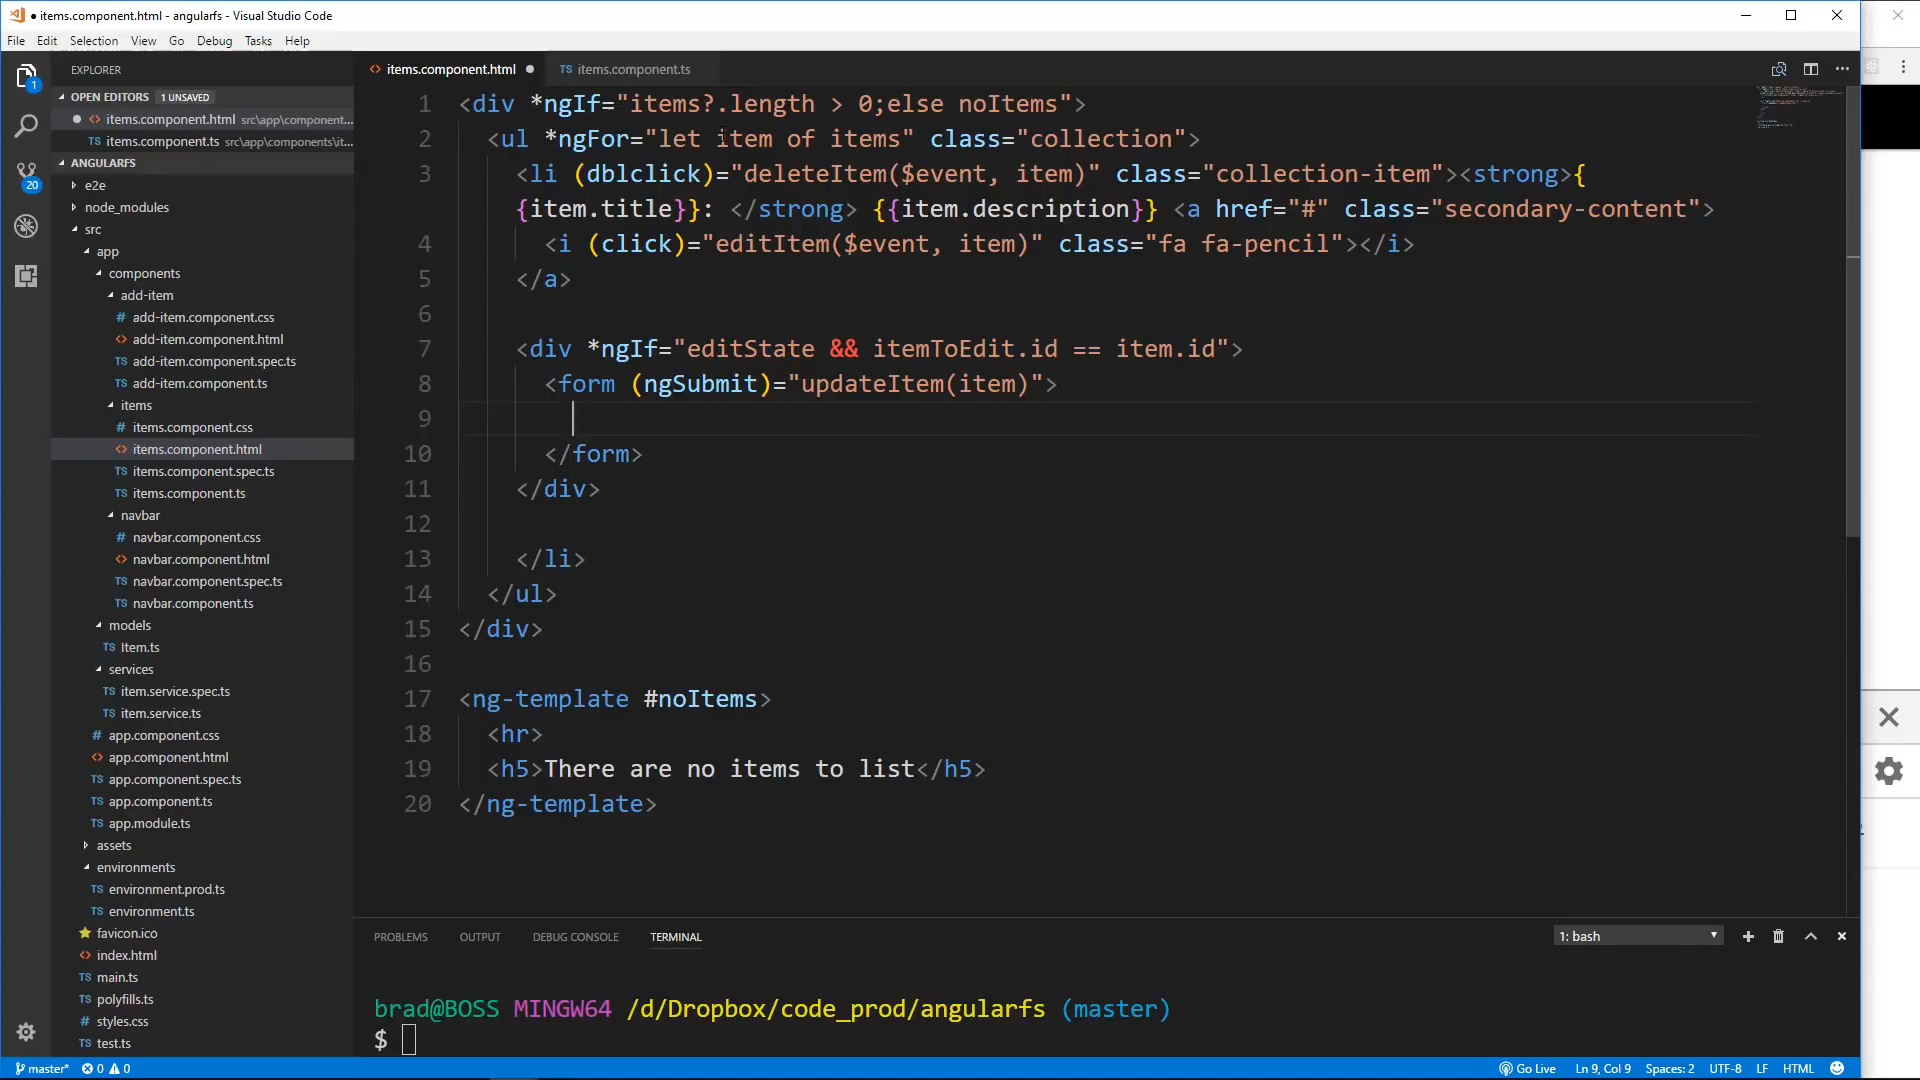 ● items.component.html - angularfs - Visual Studio Code
File Edit Selection View Go Debug Tasks Help
EXPLORER
OPEN EDITORS 1 UNSAVED
items.component.html src\app\component...
items.component.ts src\app\components\it...
ANGULARFS
e2e
node_modules
src
app
components
add-item
add-item.component.css
add-item.component.html
add-item.component.spec.ts
add-item.component.ts
items
items.component.css
items.component.html
items.component.spec.ts
items.component.ts
navbar
navbar.component.css
navbar.component.html
navbar.component.spec.ts
navbar.component.ts
models
Item.ts
services
item.service.spec.ts
item.service.ts
app.component.css
app.component.html
app.component.spec.ts
app.component.ts
app.module.ts
assets
environments
environment.prod.ts
environment.ts
favicon.ico
index.html
main.ts
polyfills.ts
styles.css
test.ts
1
20
items.component.html
TS items.component.ts
1 <div *ngIf="items?.length > 0;else noItems">
2 <ul *ngFor="let item of items" class="collection">
3 <li (dblclick)="deleteItem($event, item)" class="collection-item"><strong>{
{item.title}}: </strong> {{item.description}} <a href="#" class="secondary-content">
4 <i (click)="editItem($event, item)" class="fa fa-pencil"></i>
5 </a>
6
7 <div *ngIf="editState && itemToEdit.id == item.id">
8 <form (ngSubmit)="updateItem(item)">
9
10 </form>
11 </div>
12
13 </li>
14 </ul>
15 </div>
16
17 <ng-template #noItems>
18 <hr>
19 <h5>There are no items to list</h5>
20 </ng-template>
PROBLEMS OUTPUT DEBUG CONSOLE TERMINAL
1: bash
brad@BOSS MINGW64 /d/Dropbox/code_prod/angularfs (master)
$
master* 0 0
Go Live Ln 9, Col 9 Spaces: 2 UTF-8 LF HTML